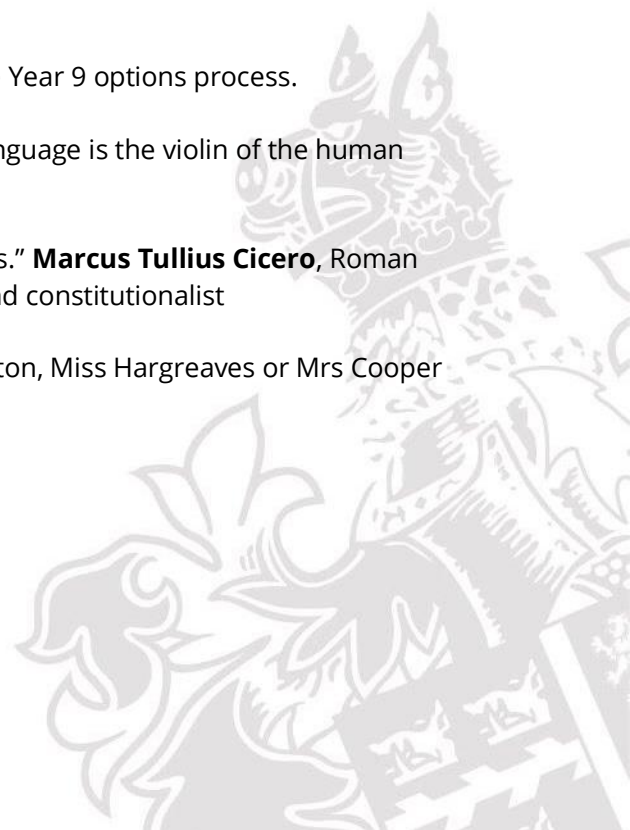 Year 9 options process.
nguage is the violin of the human
s.” Marcus Tullius Cicero, Roman
d constitutionalist
ton, Miss Hargreaves or Mrs Cooper